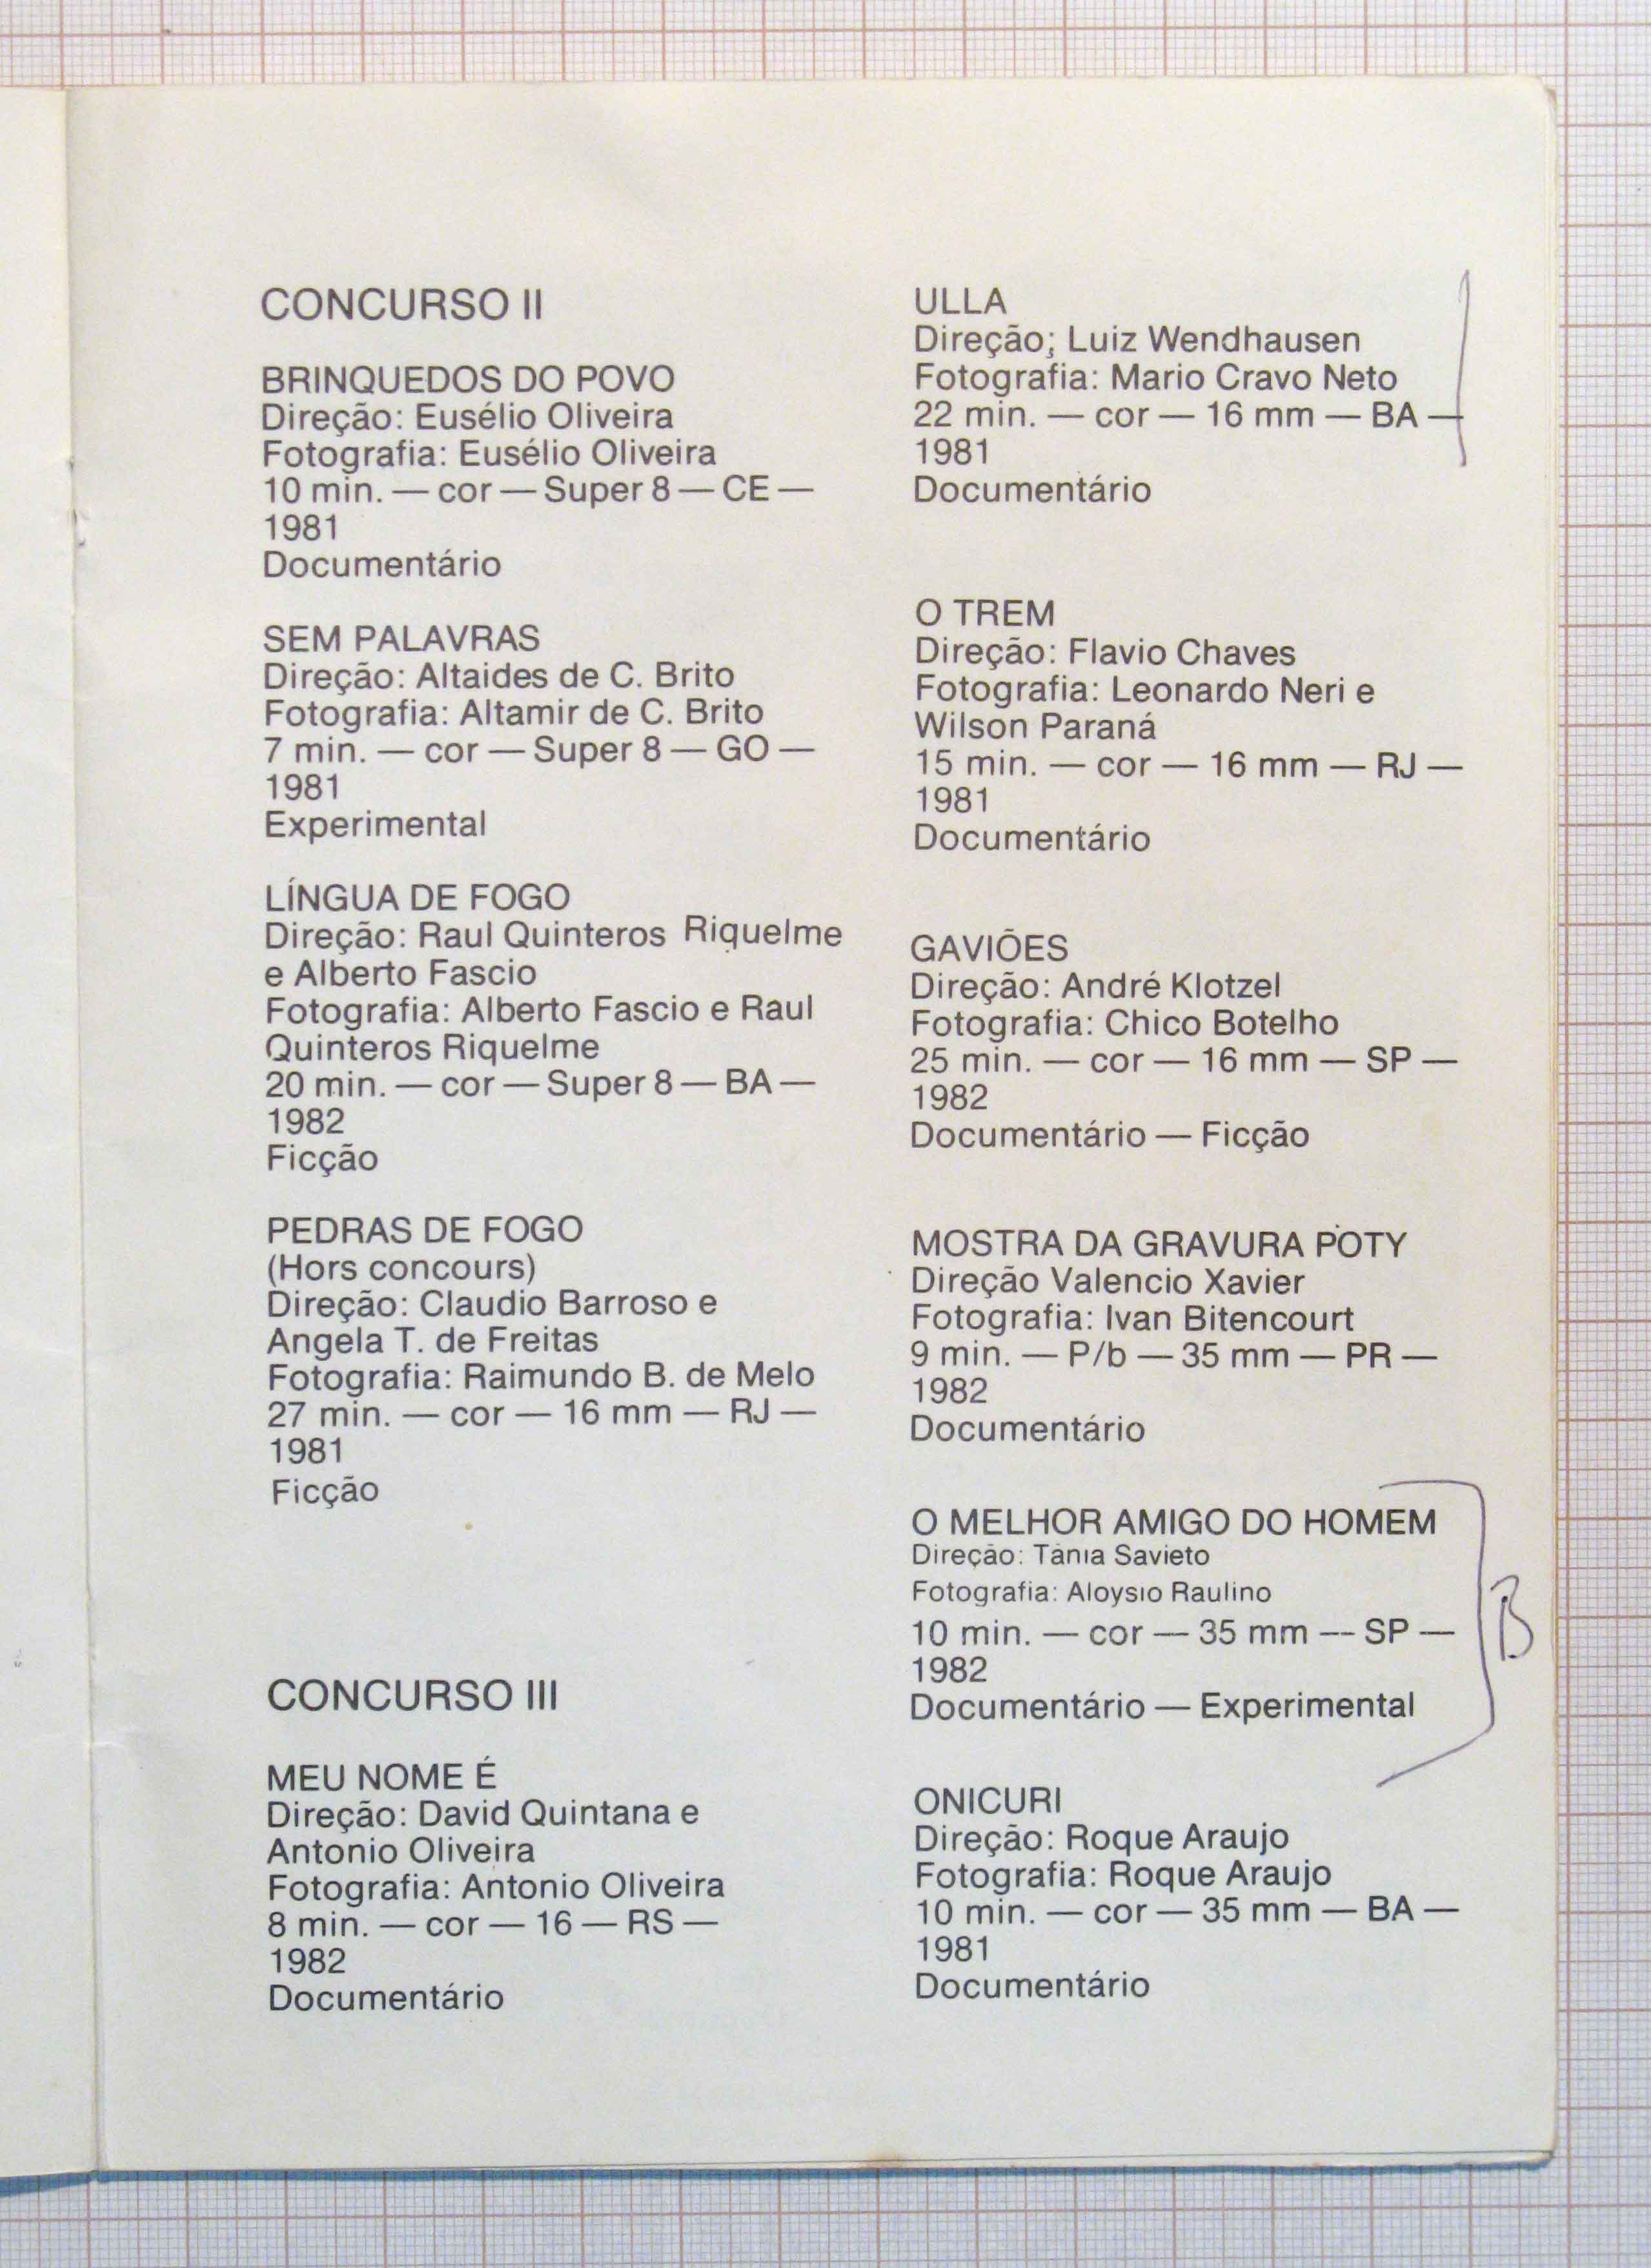 CONCURSO II
BRINQUEDOS DO POVO
Direção: Eusélio Oliveira
Fotografia: Eusélio Oliveira
10 min. — cor — Super 8 — CE —
1981
Documentário
SEM PALAVRAS
Direção: Altaides de C. Brito
Fotografia: Altamir de C. Brito
7 min. — cor — Super 8 — GO —
1981
Experimental
LÍNGUA DE FOGO
Direção: Raul Quinteros Riquelme
e Alberto Fascio
Fotografia: Alberto Fascio e Raul
Quinteros Riquelme
20 min. — cor — Super 8 — BA —
1982
Ficção
PEDRAS DE FOGO
(Hors concours)
Direção: Claudio Barroso e
Angela T. de Freitas
Fotografia: Raimundo B. de Melo
27 min. — cor — 16 mm — RJ —
1981
Ficção
CONCURSO III
MEU NOME É
Direção: David Quintana e
Antonio Oliveira
Fotografia: Antonio Oliveira
8 min. — cor — 16 — RS —
1982
Documentário
ULLA
Direção; Luiz Wendhausen
Fotografia: Mario Cravo Neto
22 min. — cor — 16 mm — BA —
1981
Documentário
O TREM
Direção: Flavio Chaves
Fotografia: Leonardo Neri e
Wilson Paraná
15 min. — cor — 16 mm — RJ —
1981
Documentário
GAVIÕES
Direção: André Klotzel
Fotografia: Chico Botelho
25 min. — cor — 16 mm — SP —
1982
Documentário — Ficção
MOSTRA DA GRAVURA POTY
Direção Valencio Xavier
Fotografia: Ivan Bitencourt
9 min. — P/b — 35 mm — PR —
1982
Documentário
O MELHOR AMIGO DO HOMEM
Direção: Tânia Savieto
Fotografia: Aloysio Raulino
10 min. — cor — 35 mm -- SP —
1982
Documentário — Experimental
B
ONICURI
Direção: Roque Araujo
Fotografia: Roque Araujo
10 min. — cor — 35 mm — BA —
1981
Documentário